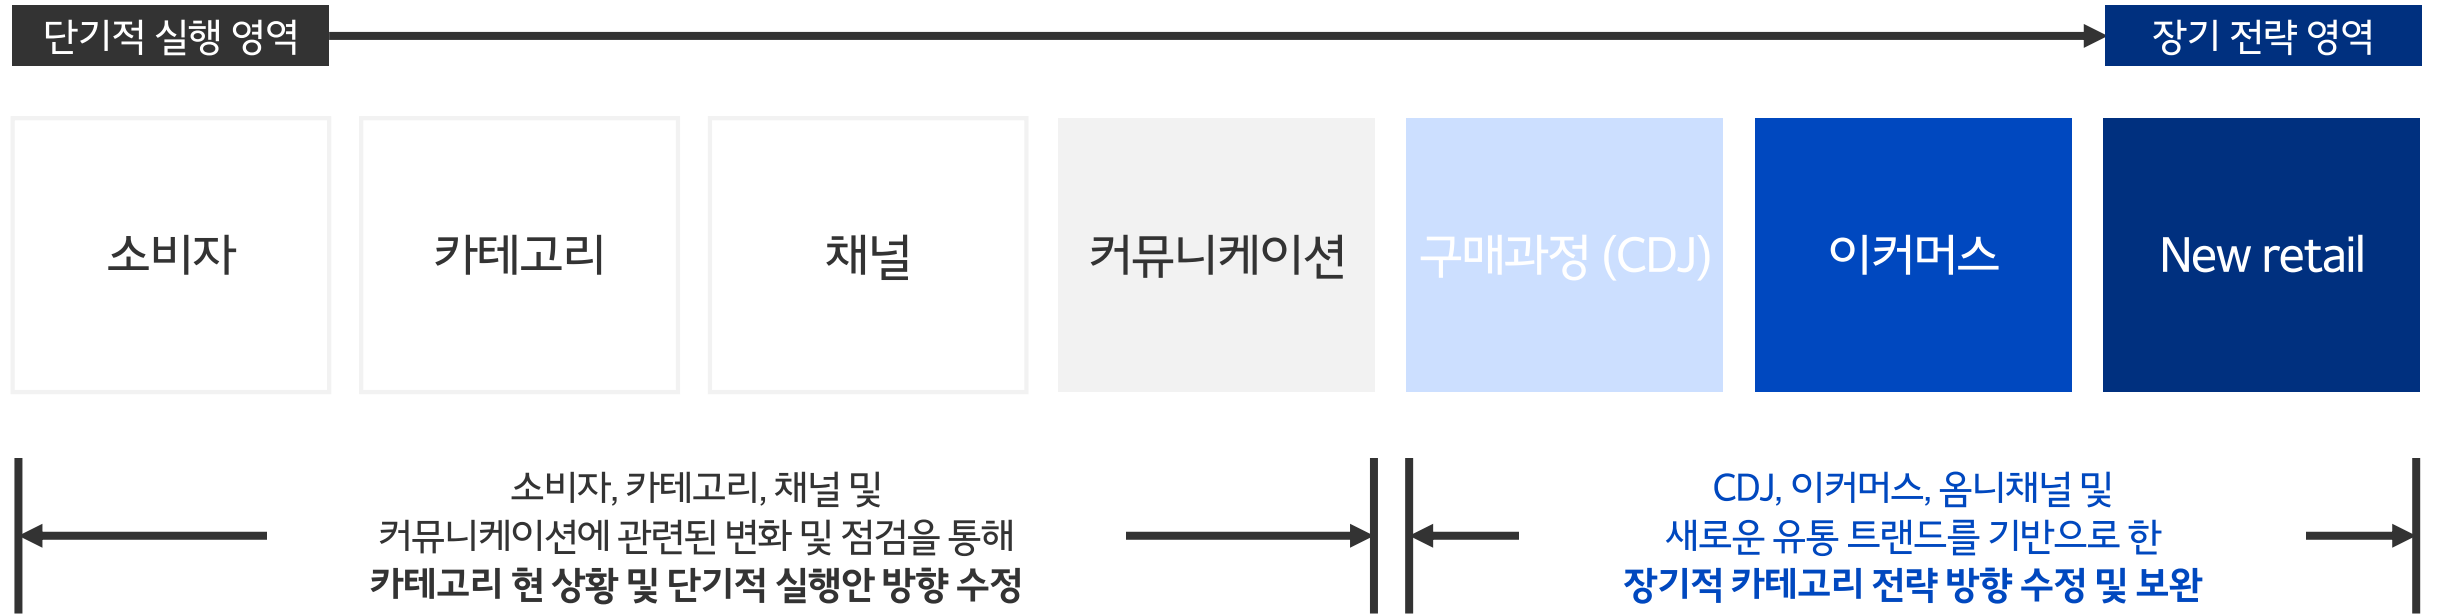 단기적 실행 영역
장기 전략 영역
소비자
카테고리
채널
커뮤니케이션
구매과정 (CDJ)
이커머스
New retail
소비자, 카테고리, 채널 및
커뮤니케이션에 관련된 변화 및 점검을 통해
카테고리 현 상황 및 단기적 실행안 방향 수정
CDJ, 이커머스, 옴니채널 및
새로운 유통 트랜드를 기반으로 한
장기적 카테고리 전략 방향 수정 및 보완